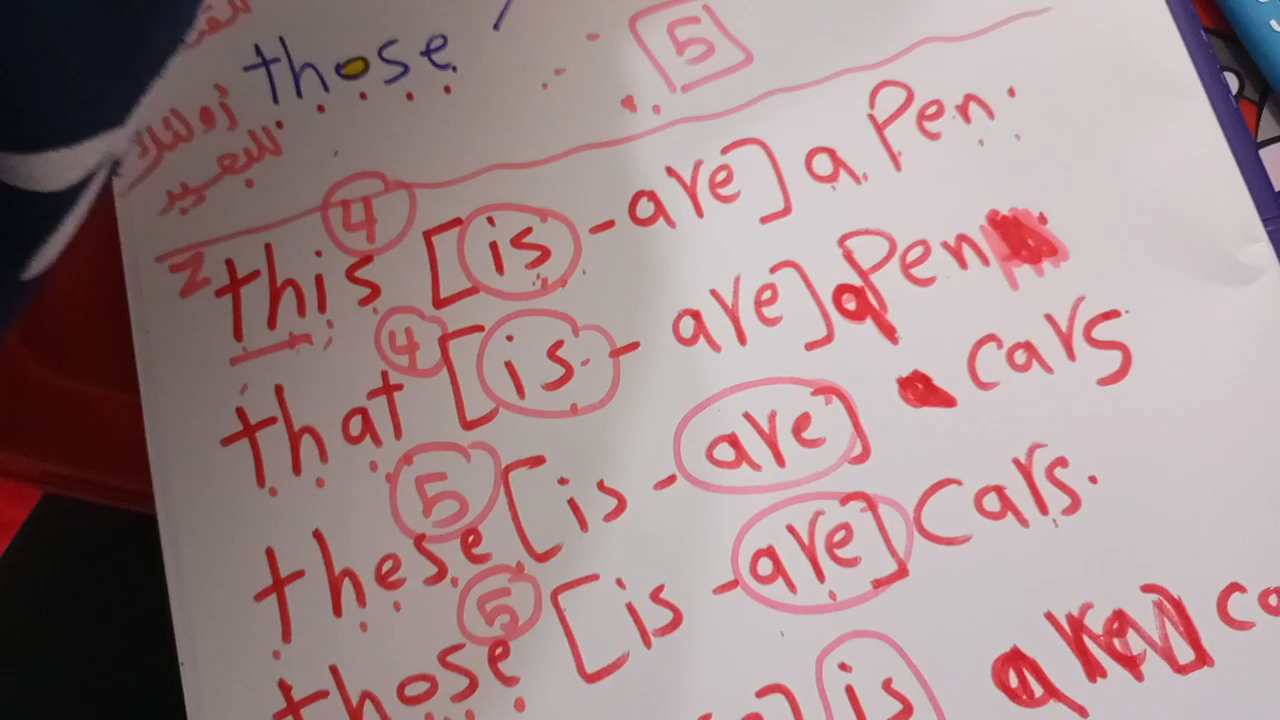 those
5
ذوللاك
للبعيد
4
this [is - are] a Pen.
4
that [is - are] a Pen
5
these [is - are] cars
5
those [is - are] cars.
is